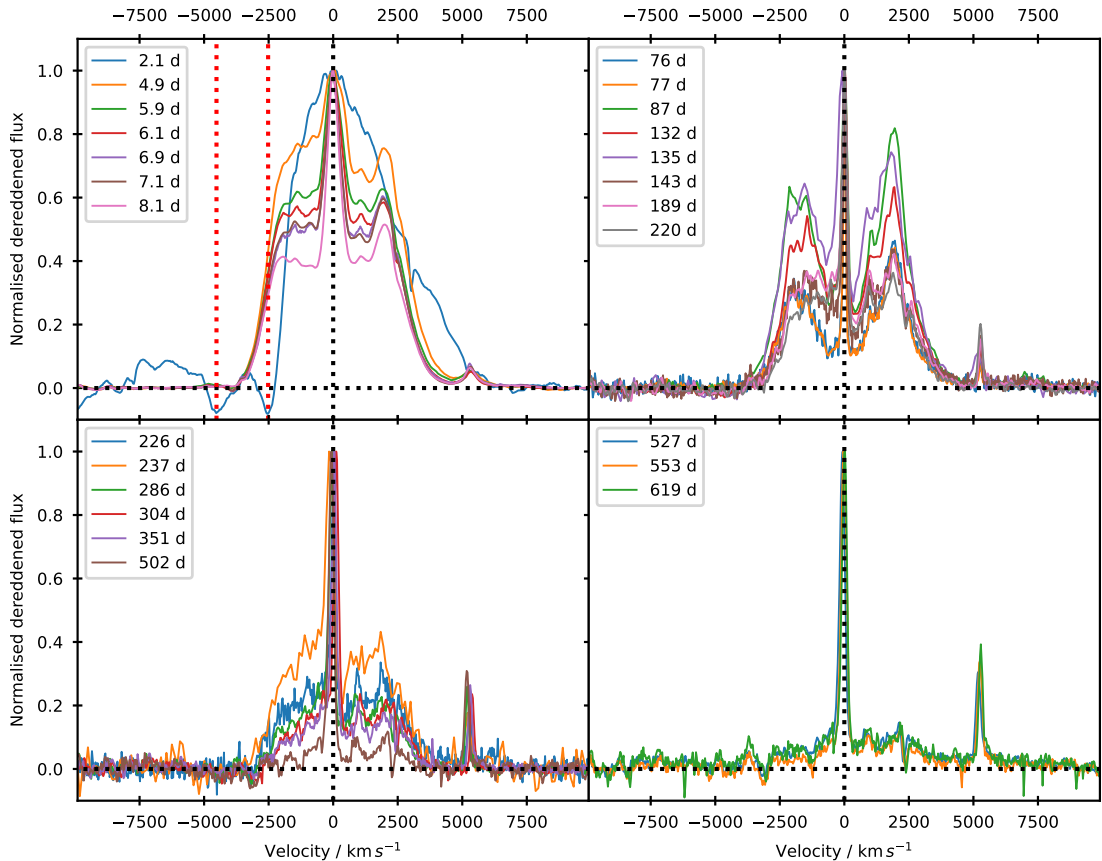 −7500 −5000 −2500 0 2500 5000 7500
−7500 −5000 −2500 0 2500 5000 7500
Normalised dereddened flux
1.0
0.8
0.6
0.4
0.2
0.0
2.1 d
4.9 d
5.9 d
6.1 d
6.9 d
7.1 d
8.1 d
76 d
77 d
87 d
132 d
135 d
143 d
189 d
220 d
Normalised dereddened flux
1.0
0.8
0.6
0.4
0.2
0.0
226 d
237 d
286 d
304 d
351 d
502 d
527 d
553 d
619 d
−7500 −5000 −2500 0 2500 5000 7500
−7500 −5000 −2500 0 2500 5000 7500
Velocity / km s⁻¹
Velocity / km s⁻¹